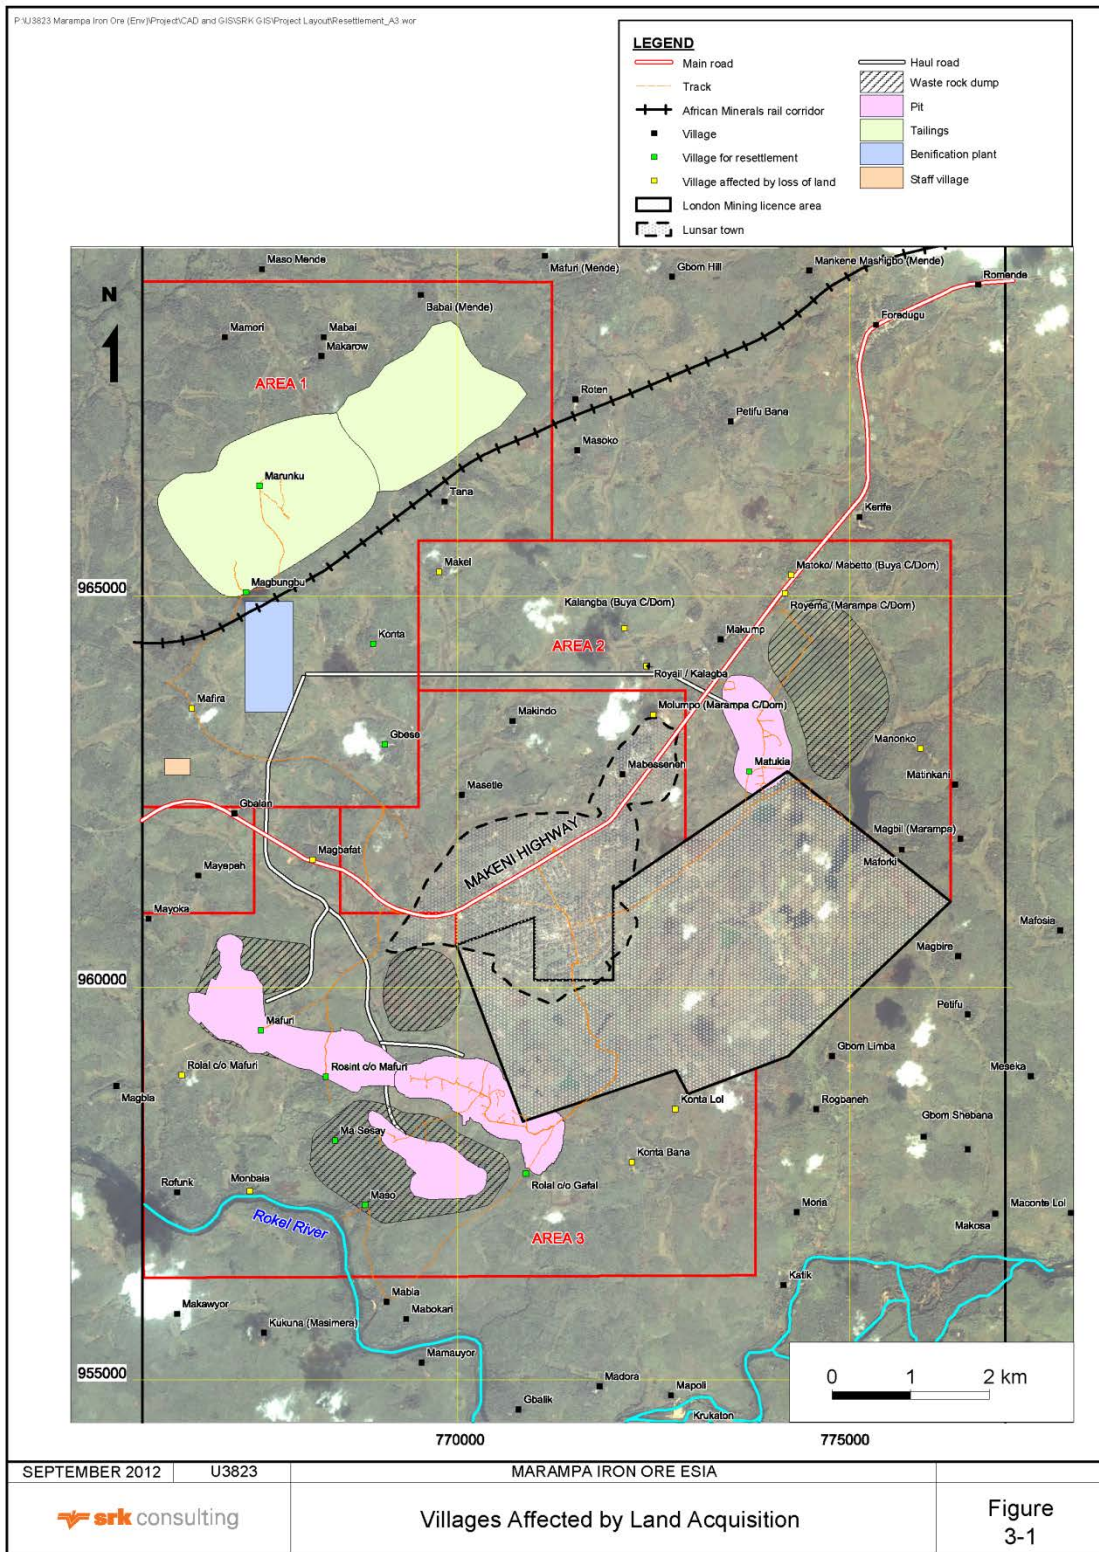 P:\U3823 Marampa Iron Ore (Env)\Project\CAD and GIS\SRK GIS\Project Layout\Resettlement_A3.wor
LEGEND
Main road
Track
African Minerals rail corridor
Village
Village for resettlement
Village affected by loss of land
London Mining licence area
Lunsar town
Haul road
Waste rock dump
Pit
Tailings
Benification plant
Staff village
N
Maso Mende
Mafuri (Mende)
Gbom Hill
Mankene Mashigbo (Mende)
Romende
Babai (Mende)
Foredugu
Mamori
Mabai
Makarow
AREA 1
Roten
Petifu Bana
Masoko
Marunku
Tana
Kerife
965000
Magbungbu
Makel
Matoko/ Mabetto (Buya C/Dom)
Kalangba (Buya C/Dom)
Royema (Marampa C/Dom)
Konta
AREA 2
Makump
Royail / Kalagba
Mafira
Makindo
Molumpo (Marampa C/Dom)
Gbese
Manonko
Mabesseneh
Matukia
Masetle
Matinkani
Gbalan
MAKENI HIGHWAY
Magbil (Marampa)
Magbafat
Maforki
Mayepeh
Mayoka
Mafosia
Magbire
960000
Petifu
Mafuri
Gbom Limba
Rolal c/o Mafuri
Rosint c/o Mafuri
Meseka
Magbla
Konta Lol
Rogbaneh
Gbom Shebana
Ma Sesay
Konta Bana
Rofunk
Monbaia
Rolal c/o Gafal
Maso
Rokel River
Moria
Maconte Lol
Makosa
AREA 3
Katik
Mabla
Makawyor
Mabokari
Kukuna (Masimera)
Mamauyor
955000
Madora
Mapoli
Gbalik
Krukaton
0 1 2 km
770000
775000
SEPTEMBER 2012
U3823
MARAMPA IRON ORE ESIA
srk consulting
Villages Affected by Land Acquisition
Figure
3-1